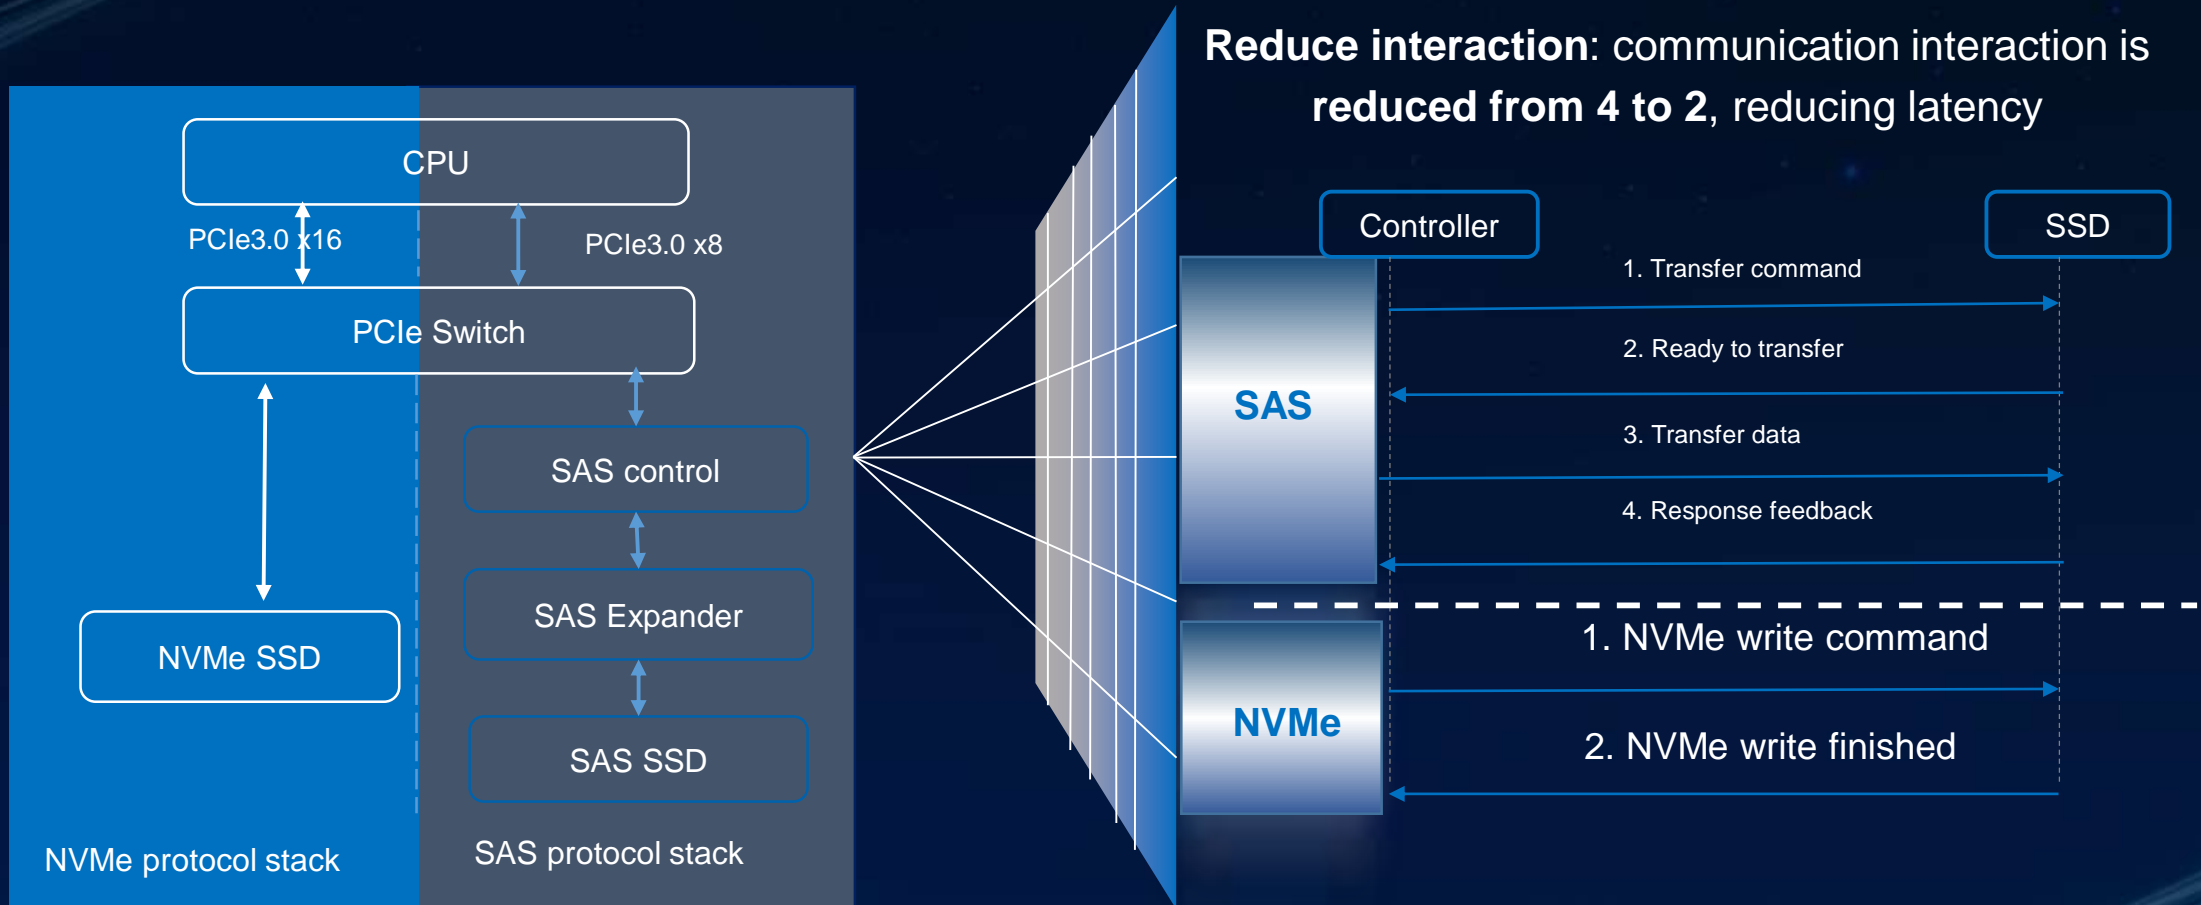 Reduce interaction: communication interaction is
reduced from 4 to 2, reducing latency
CPU
PCIe3.0 x16
PCIe3.0 x8
PCIe Switch
SAS control
SAS Expander
NVMe SSD
SAS SSD
NVMe protocol stack
SAS protocol stack
Controller
SSD
SAS
1. Transfer command
2. Ready to transfer
3. Transfer data
4. Response feedback
NVMe
1. NVMe write command
2. NVMe write finished